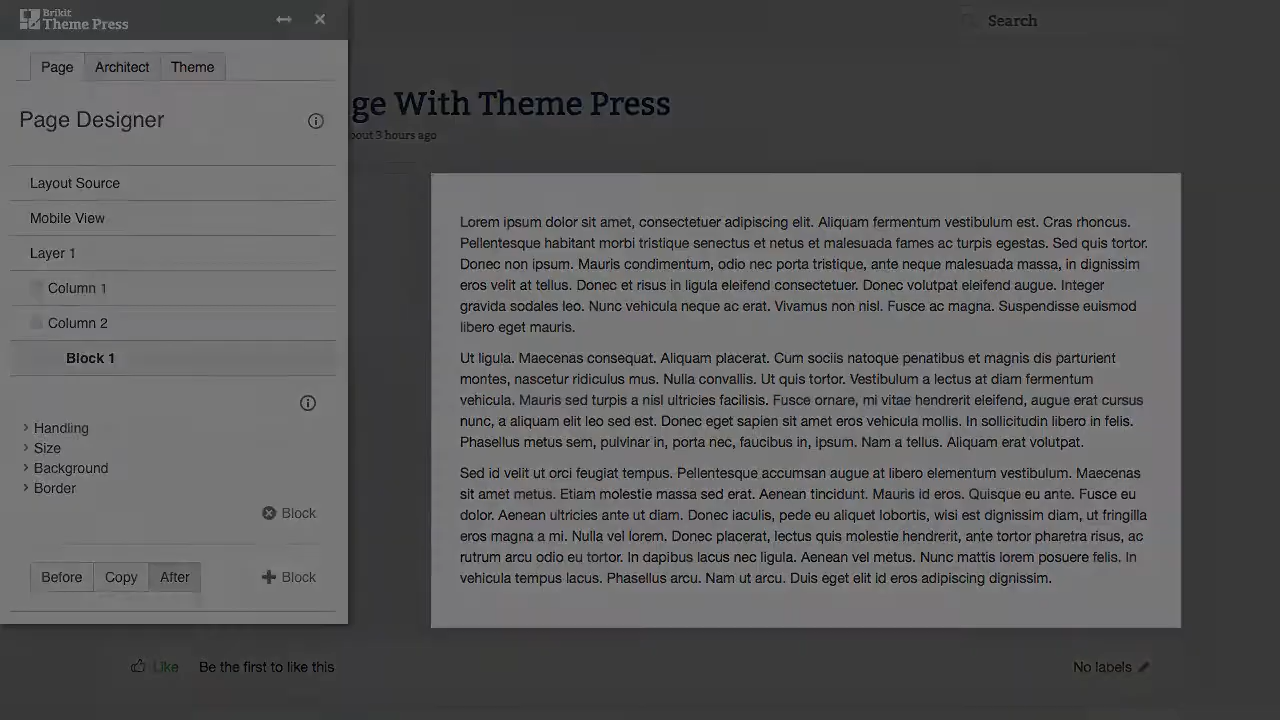 Brikit
Theme Press
Search
Page
Architect
Theme
ge With Theme Press
Page Designer
bout 3 hours ago
Layout Source
Mobile View
Layer 1
Column 1
Column 2
Block 1
Handling
Size
Background
Border
Block
Before
Copy
After
Block
Lorem ipsum dolor sit amet, consectetuer adipiscing elit. Aliquam fermentum vestibulum est. Cras rhoncus.
Pellentesque habitant morbi tristique senectus et netus et malesuada fames ac turpis egestas. Sed quis tortor.
Donec non ipsum. Mauris condimentum, odio nec porta tristique, ante neque malesuada massa, in dignissim
eros velit at tellus. Donec et risus in ligula eleifend consectetuer. Donec volutpat eleifend augue. Integer
gravida sodales leo. Nunc vehicula neque ac erat. Vivamus non nisl. Fusce ac magna. Suspendisse euismod
libero eget mauris.
Ut ligula. Maecenas consequat. Aliquam placerat. Cum sociis natoque penatibus et magnis dis parturient
montes, nascetur ridiculus mus. Nulla convallis. Ut quis tortor. Vestibulum a lectus at diam fermentum
vehicula. Mauris sed turpis a nisl ultricies facilisis. Fusce ornare, mi vitae hendrerit eleifend, augue erat cursus
nunc, a aliquam elit leo sed est. Donec eget sapien sit amet eros vehicula mollis. In sollicitudin libero in felis.
Phasellus metus sem, pulvinar in, porta nec, faucibus in, ipsum. Nam a tellus. Aliquam erat volutpat.
Sed id velit ut orci feugiat tempus. Pellentesque accumsan augue at libero elementum vestibulum. Maecenas
sit amet metus. Etiam molestie massa sed erat. Aenean tincidunt. Mauris id eros. Quisque eu ante. Fusce eu
dolor. Aenean ultricies ante ut diam. Donec iaculis, pede eu aliquet lobortis, wisi est dignissim diam, ut fringilla
eros magna a mi. Nulla vel lorem. Donec placerat, lectus quis molestie hendrerit, ante tortor pharetra risus, ac
rutrum arcu odio eu tortor. In dapibus lacus nec ligula. Aenean vel metus. Nunc mattis lorem posuere felis. In
vehicula tempus lacus. Phasellus arcu. Nam ut arcu. Duis eget elit id eros adipiscing dignissim.
Like
Be the first to like this
No labels